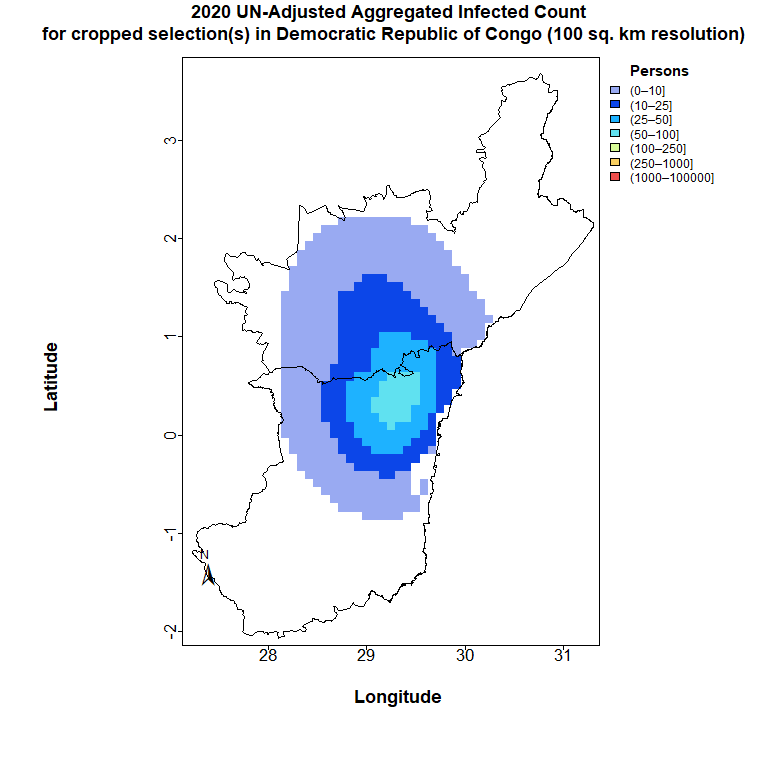 2020 UN-Adjusted Aggregated Infected Count
for cropped selection(s) in Democratic Republic of Congo (100 sq. km resolution)
Persons
(0–10]
(10–25]
(25–50]
(50–100]
(100–250]
(250–1000]
(1000–100000]
3
2
1
0
-1
-2
Latitude
N
28 29 30 31
Longitude